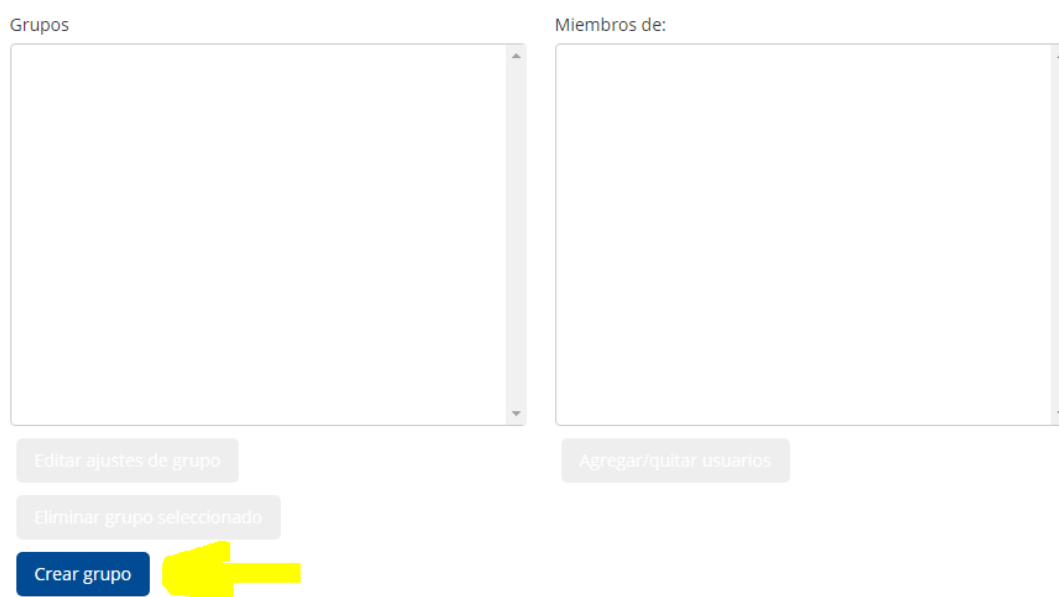 Grupos
Miembros de:
Editar ajustes de grupo
Agregar/quitar usuarios
Eliminar grupo seleccionado
Crear grupo